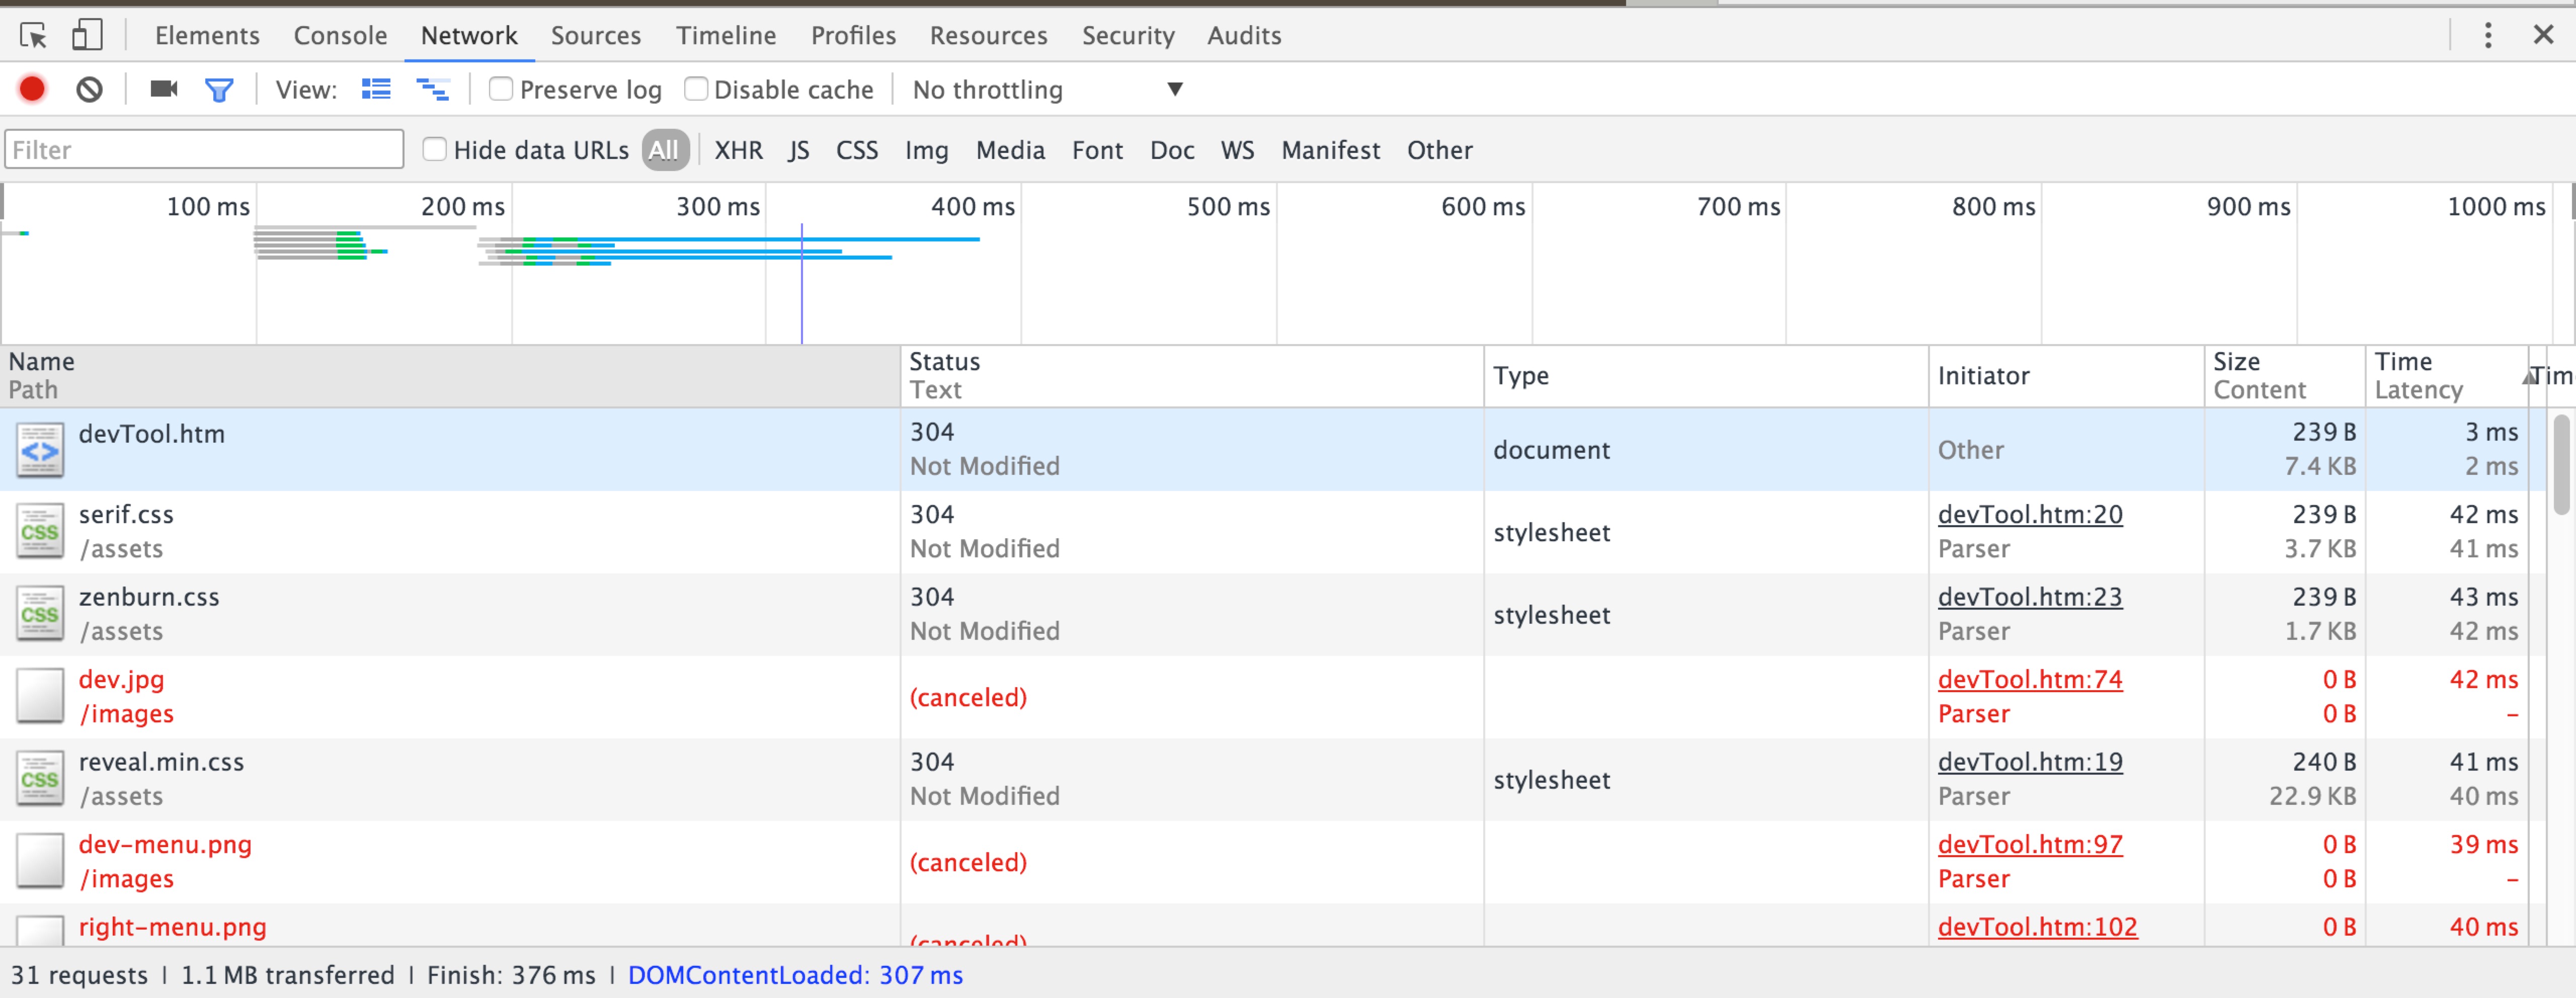 Elements Console Network Sources Timeline Profiles Resources Security Audits
View: Preserve log Disable cache No throttling
Filter Hide data URLs All XHR JS CSS Img Media Font Doc WS Manifest Other
100 ms 200 ms 300 ms 400 ms 500 ms 600 ms 700 ms 800 ms 900 ms 1000 ms
Name Status Type Initiator Size Time Tim
Path Text Content Latency
devTool.htm 304 document Other 239 B 3 ms
Not Modified 7.4 KB 2 ms
serif.css 304 stylesheet devTool.htm:20 239 B 42 ms
/assets Not Modified Parser 3.7 KB 41 ms
zenburn.css 304 stylesheet devTool.htm:23 239 B 43 ms
/assets Not Modified Parser 1.7 KB 42 ms
dev.jpg (canceled) devTool.htm:74 0 B 42 ms
/images Parser 0 B –
reveal.min.css 304 stylesheet devTool.htm:19 240 B 41 ms
/assets Not Modified Parser 22.9 KB 40 ms
dev-menu.png (canceled) devTool.htm:97 0 B 39 ms
/images Parser 0 B –
right-menu.png (canceled) devTool.htm:102 0 B 40 ms
31 requests | 1.1 MB transferred | Finish: 376 ms | DOMContentLoaded: 307 ms